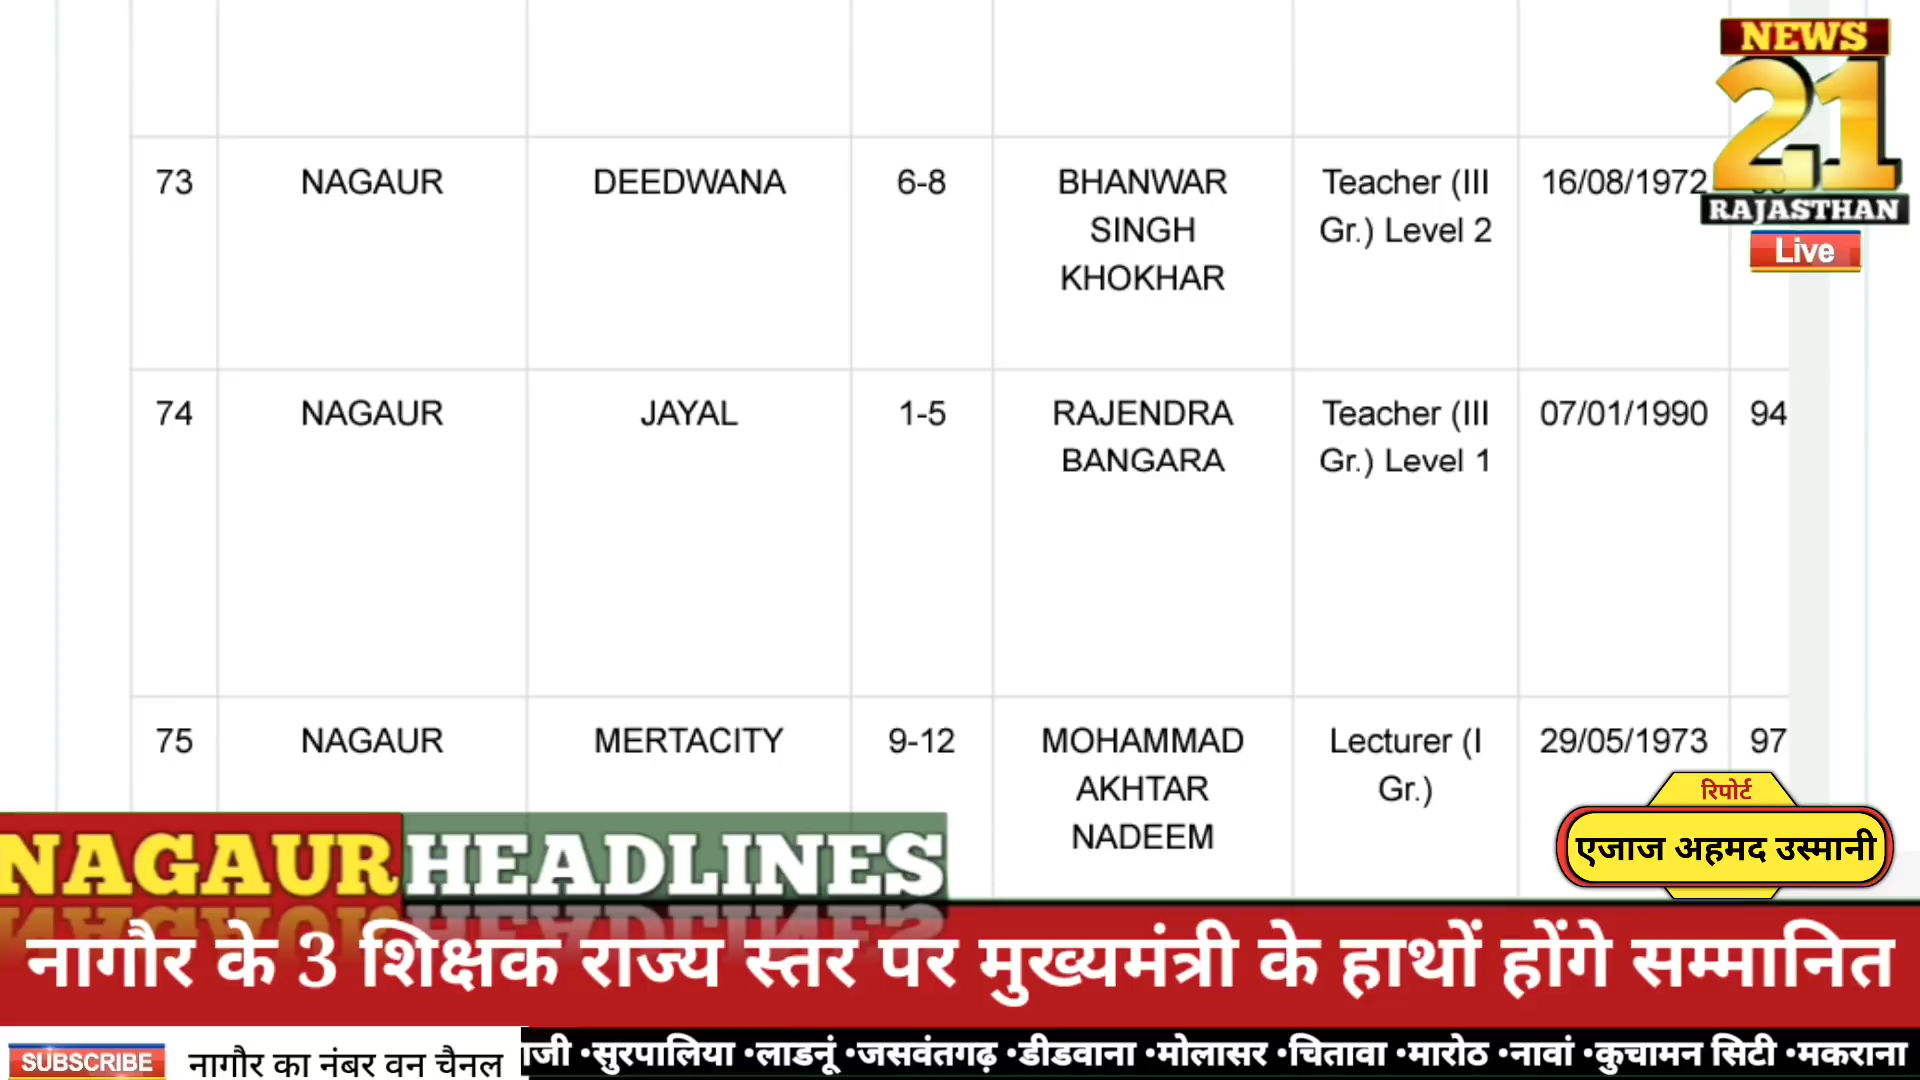 NEWS
21
RAJASTHAN
Live
73 NAGAUR DEEDWANA 6-8 BHANWAR Teacher (III 16/08/1972
SINGH Gr.) Level 2
KHOKHAR
74 NAGAUR JAYAL 1-5 RAJENDRA Teacher (III 07/01/1990 94
BANGARA Gr.) Level 1
75 NAGAUR MERTACITY 9-12 MOHAMMAD Lecturer (I 29/05/1973 97
AKHTAR Gr.)
NADEEM
रिपोर्ट
एजाज अहमद उस्मानी
NAGAUR HEADLINES
नागौर के 3 शिक्षक राज्य स्तर पर मुख्यमंत्री के हाथों होंगे सम्मानित
SUBSCRIBE नागौर का नंबर वन चैनल •सुरपालिया •लाडनूं •जसवंतगढ़ •डीडवाना •मोलासर •चितावा •मारोठ •नावां •कुचामन सिटी •मकराना